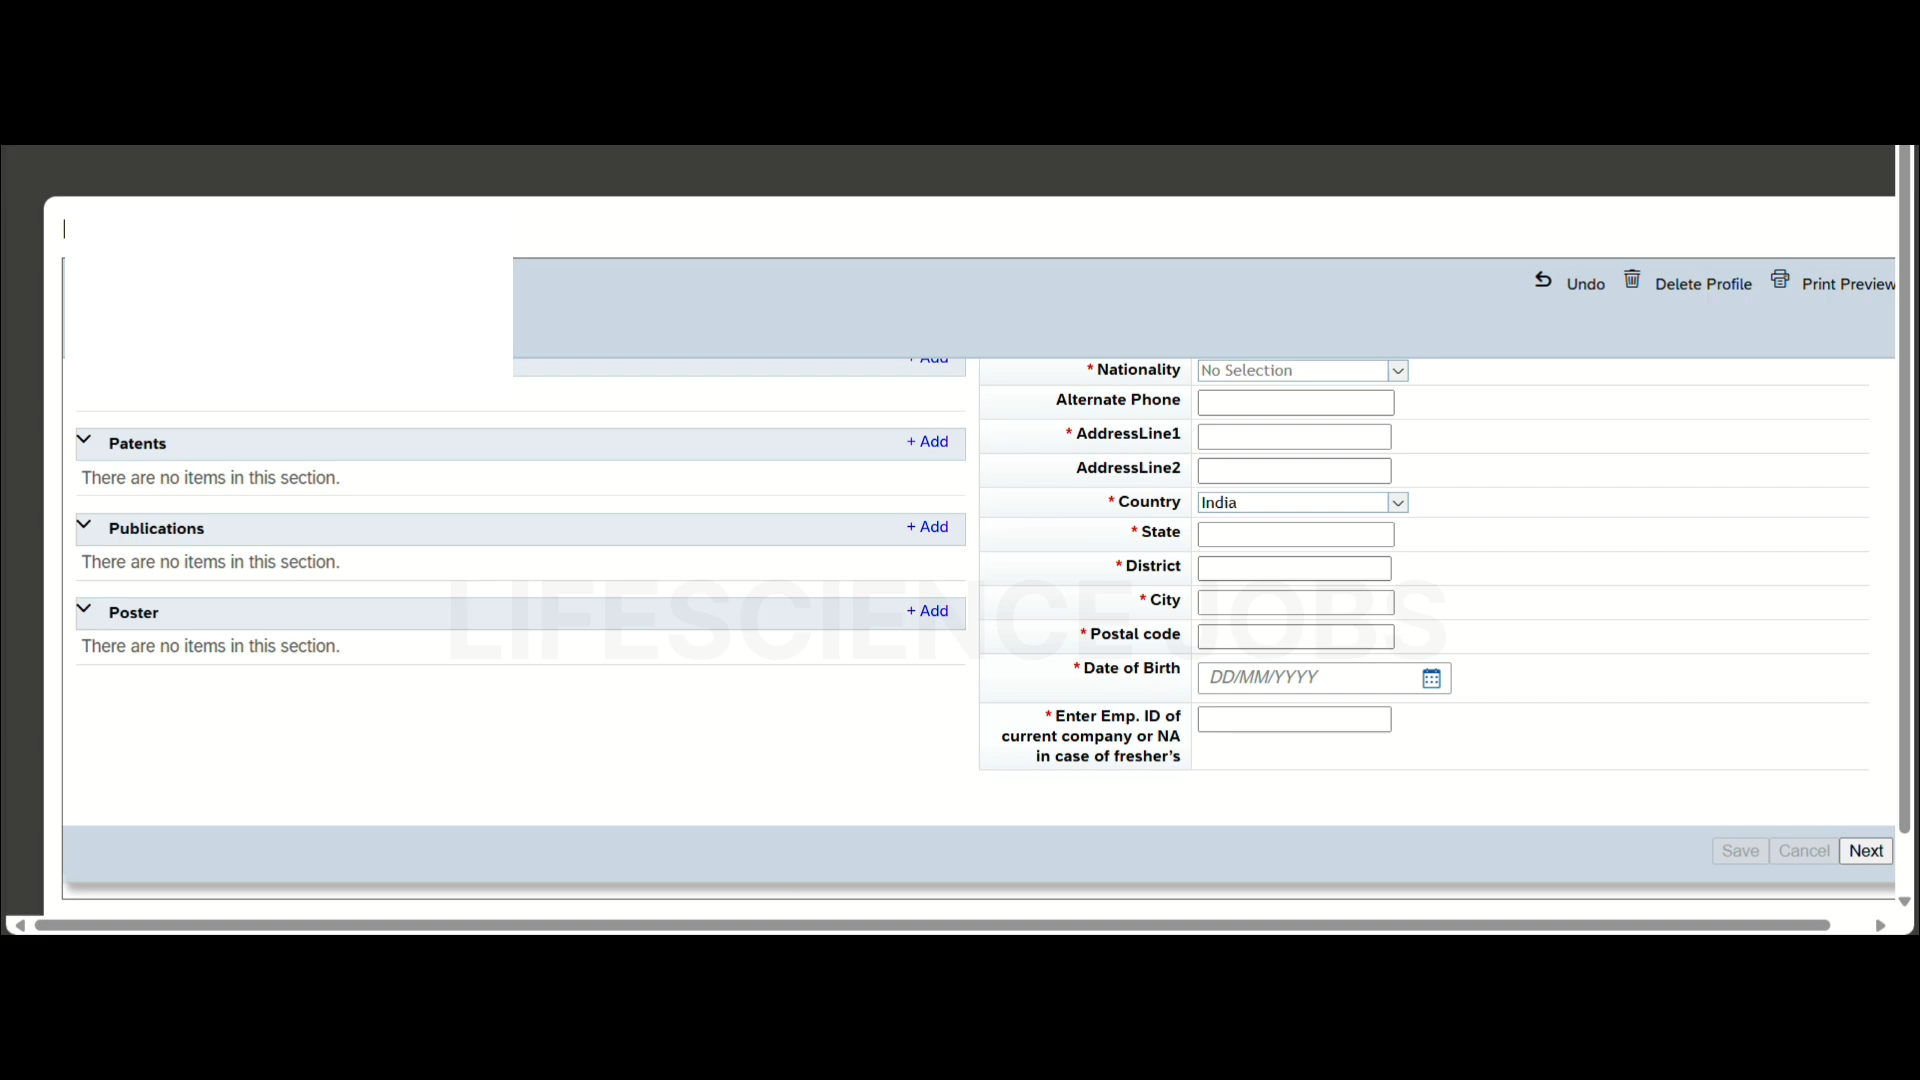 Undo Delete Profile Print Preview
+ Add
Patents + Add
There are no items in this section.
Publications + Add
There are no items in this section.
Poster + Add
There are no items in this section.
* Nationality No Selection
Alternate Phone
* AddressLine1
AddressLine2
* Country India
* State
* District
* City
* Postal code
* Date of Birth DD/MM/YYYY
* Enter Emp. ID of
current company or NA
in case of fresher's
LIFESCIENCE JOBS
Save Cancel Next